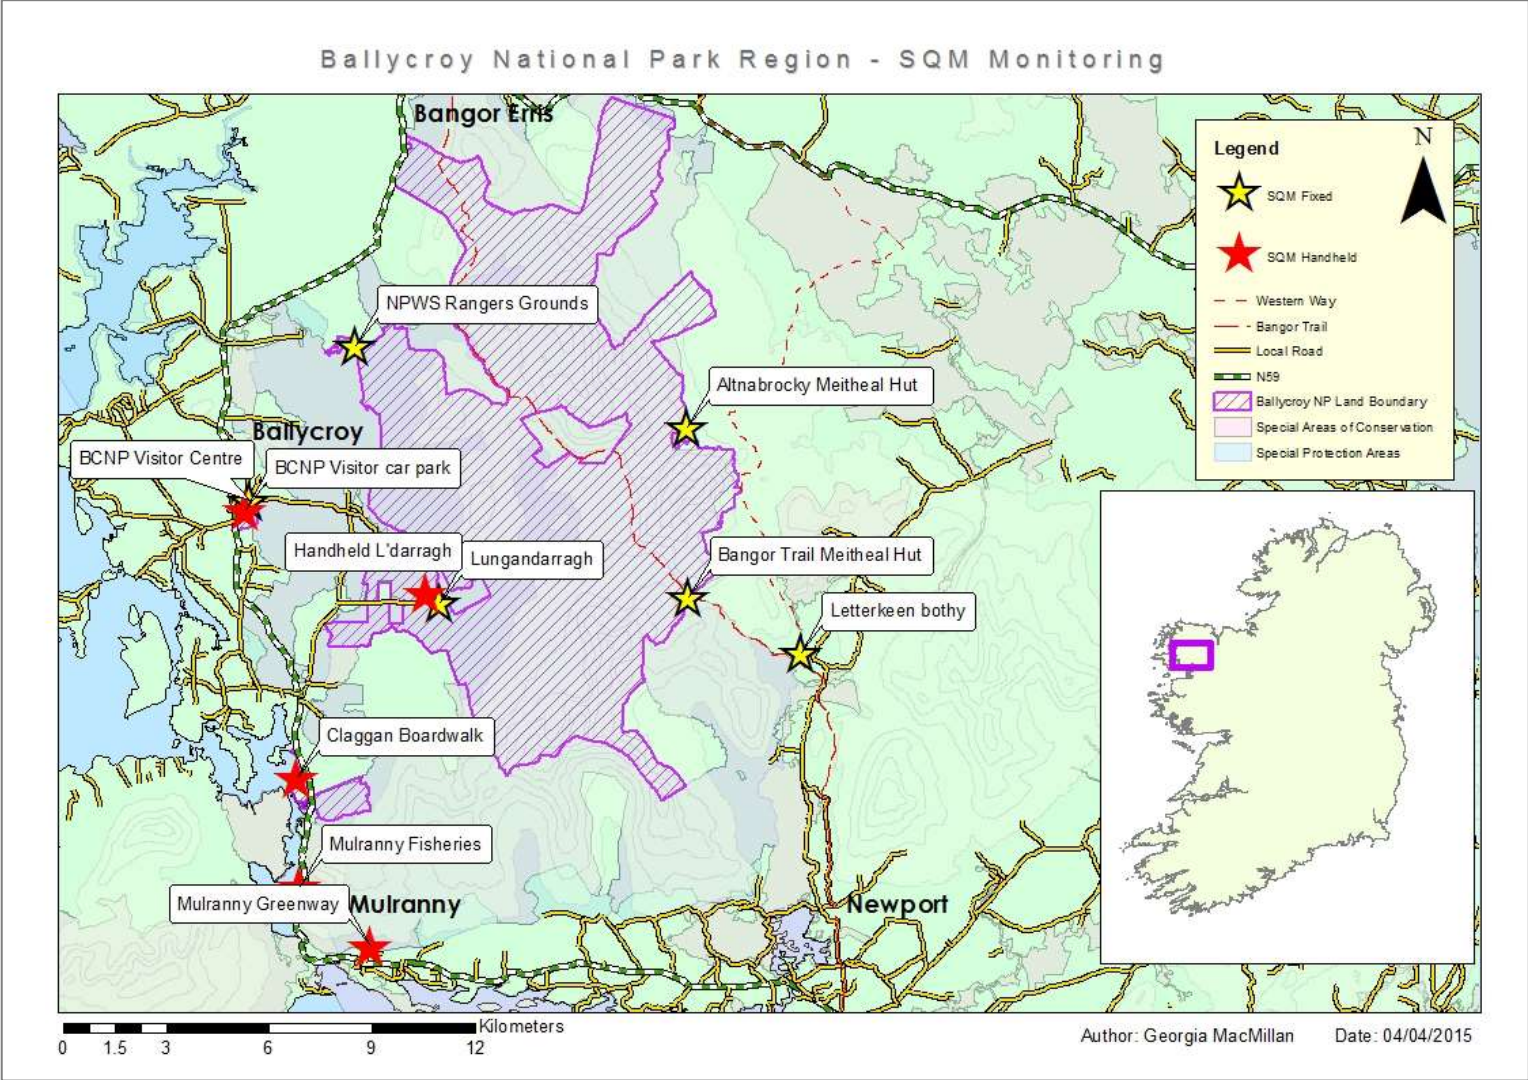 Ballycroy National Park Region - SQM Monitoring
Bangor Erris
Legend
N
SQM Fixed
SQM Handheld
Western Way
Bangor Trail
Local Road
N59
Ballycroy NP Land Boundary
Special Areas of Conservation
Special Protection Areas
NPWS Rangers Grounds
Altnabrocky Meitheal Hut
Ballycroy
BCNP Visitor Centre
BCNP Visitor car park
Handheld L'darragh
Lungandarragh
Bangor Trail Meitheal Hut
Letterkeen bothy
Claggan Boardwalk
Mulranny Fisheries
Mulranny Greenway
Mulranny
Newport
Kilometers
0 1.5 3 6 9 12
Author: Georgia MacMillan Date: 04/04/2015